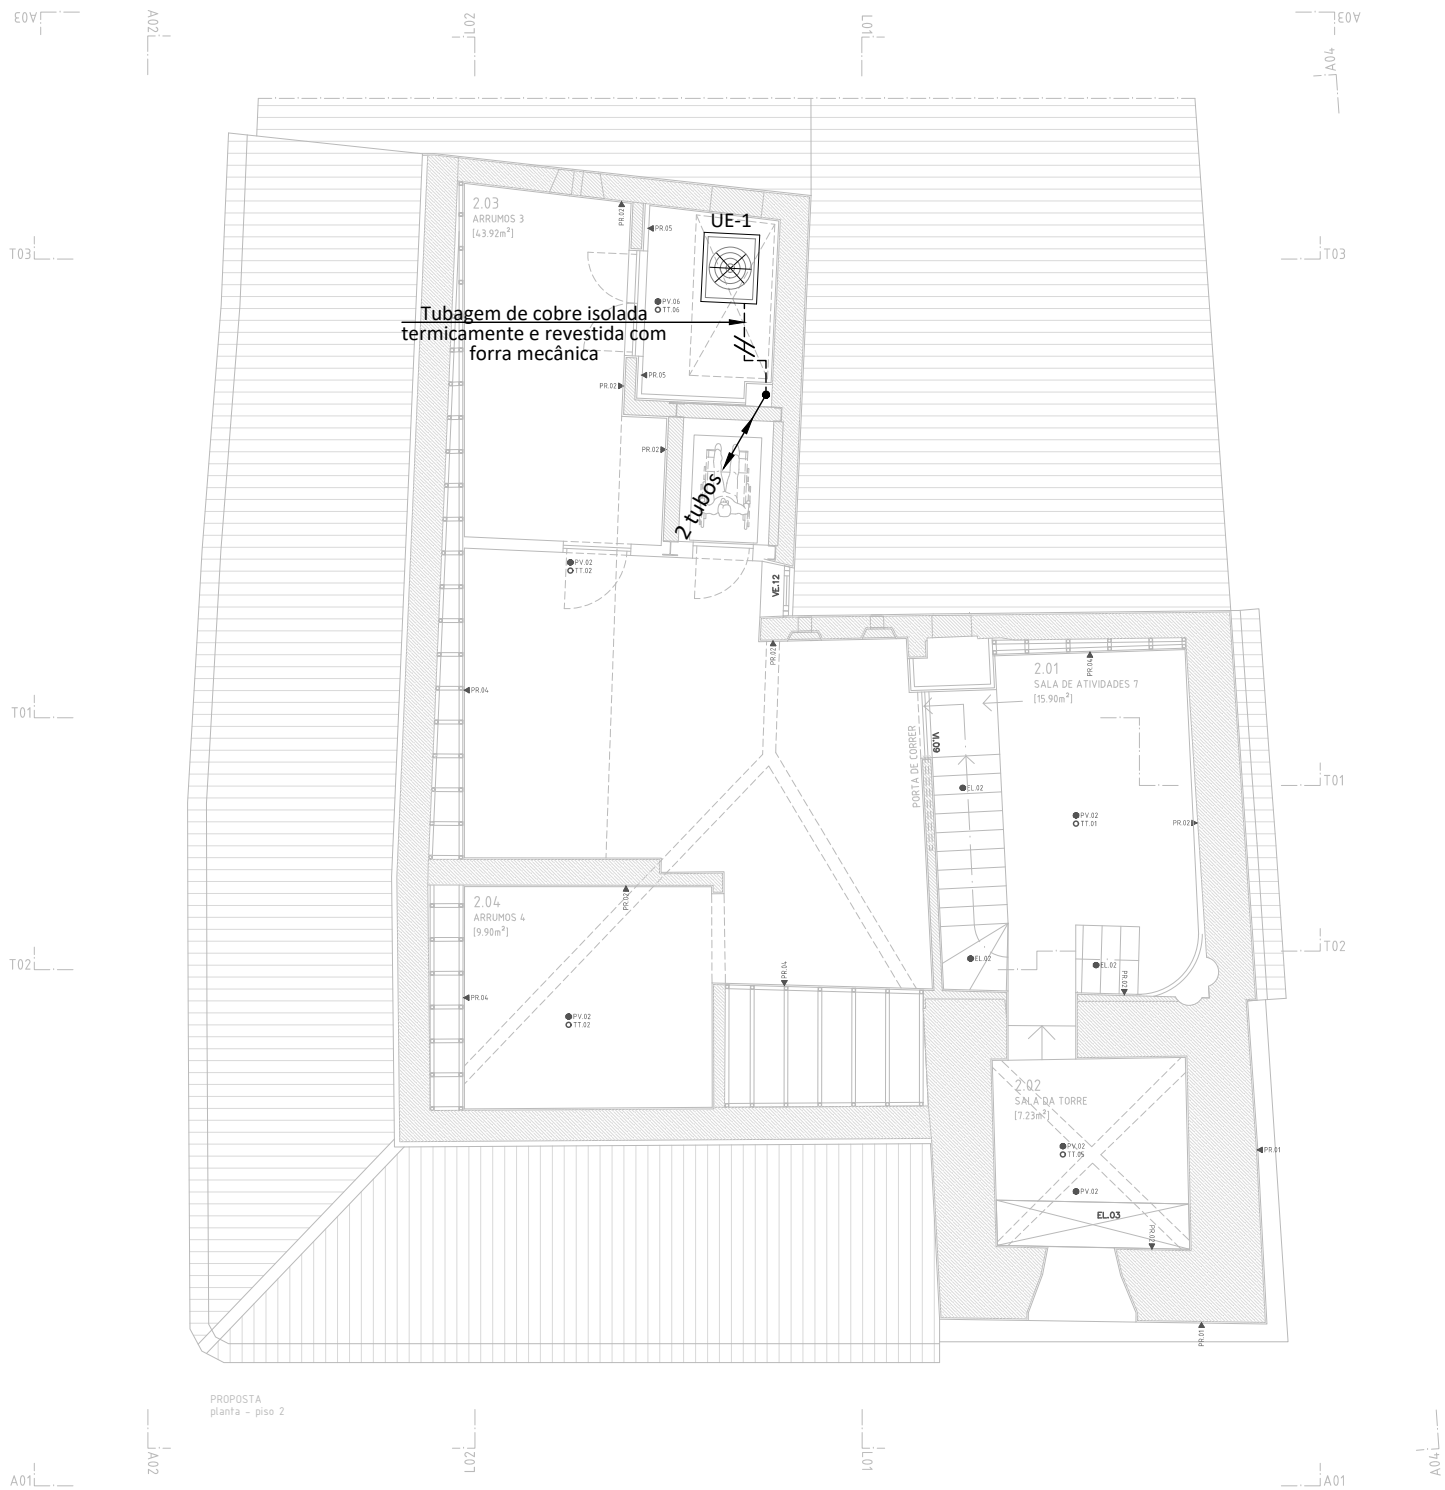 A03
A02
L02
L01
A03
A04
2.03
ARRUMOS 3
[43.92m²]
PR.02
PR.05
UE-1
T03
T03
PV.06
TT.06
Tubagem de cobre isolada
termicamente e revestida com
forra mecânica
PR.05
PR.02
PR.02
2 tubos
PV.02
TT.02
VE.12
PR.02
PR.04
2.01
SALA DE ATIVIDADES 7
[15.90m²]
PR.04
T01
PORTA DE CORRER
VI.09
T01
EL.02
PV.02
TT.01
PR.02
PR.02
2.04
ARRUMOS 4
[9.90m²]
T02
T02
EL.02
EL.02
PR.04
PR.02
PR.04
PV.02
TT.02
2.02
SALA DA TORRE
[7.23m²]
PV.02
TT.05
PR.01
PV.02
EL.03
PR.02
PR.01
PROPOSTA
planta - piso 2
A02
L02
L01
A04
A01
A01